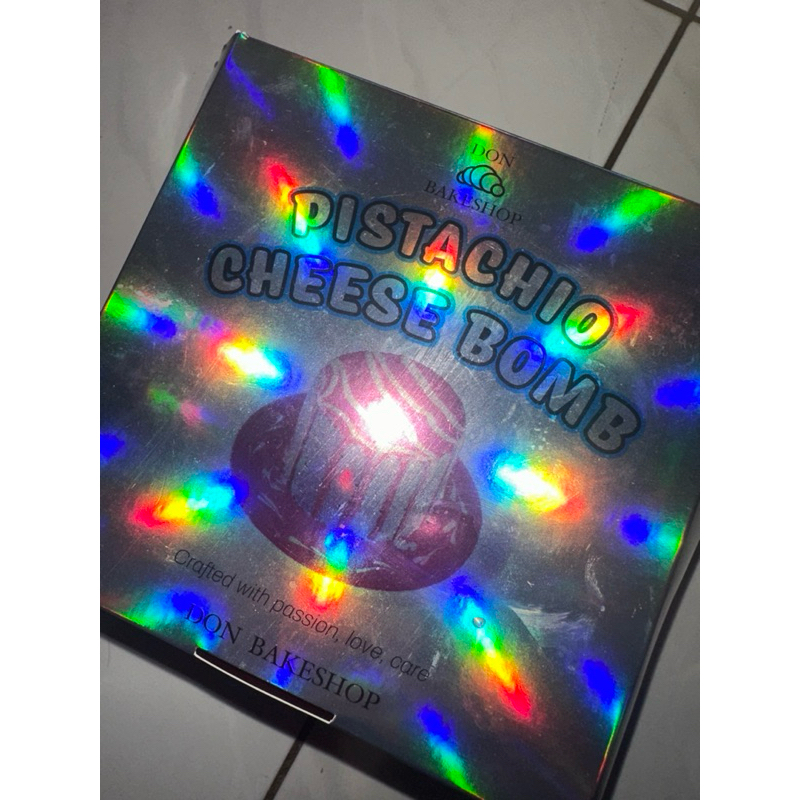 DON
BAKESHOP
PISTACHIO
CHEESE BOMB
Crafted with passion, love, care
DON BAKESHOP